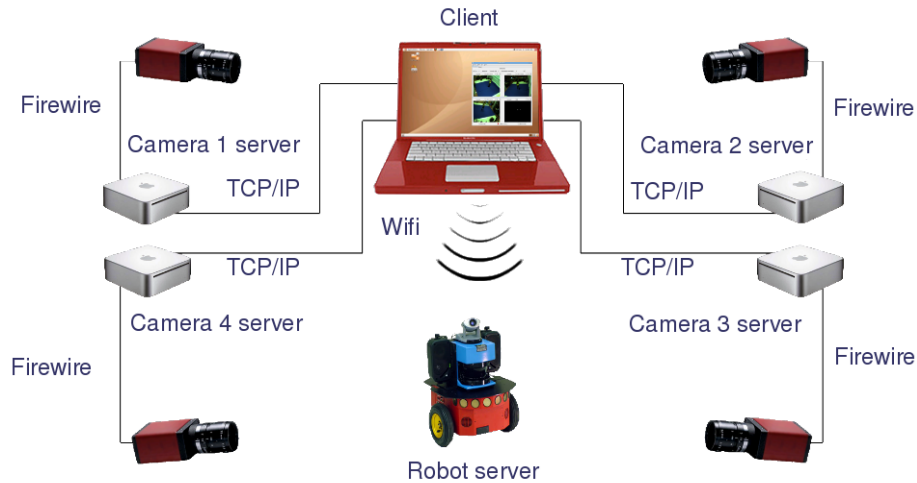 Client
Firewire
Firewire
Camera 1 server
Camera 2 server
TCP/IP
TCP/IP
Wifi
TCP/IP
TCP/IP
Camera 4 server
Camera 3 server
Firewire
Firewire
Robot server